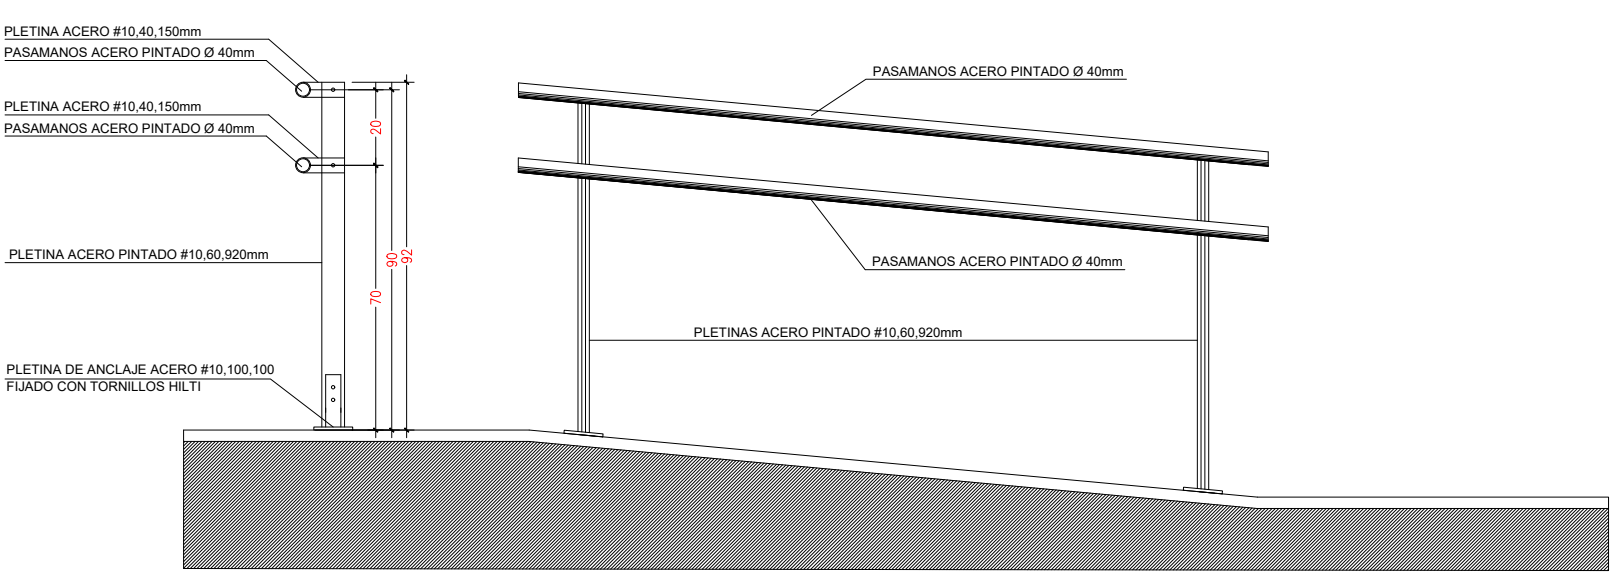 PLETINA ACERO #10,40,150mm
PASAMANOS ACERO PINTADO Ø 40mm
PLETINA ACERO #10,40,150mm
PASAMANOS ACERO PINTADO Ø 40mm
PLETINA ACERO PINTADO #10,60,920mm
PLETINA DE ANCLAJE ACERO #10,100,100
FIJADO CON TORNILLOS HILTI
20
70
90
92
PASAMANOS ACERO PINTADO Ø 40mm
PASAMANOS ACERO PINTADO Ø 40mm
PLETINAS ACERO PINTADO #10,60,920mm